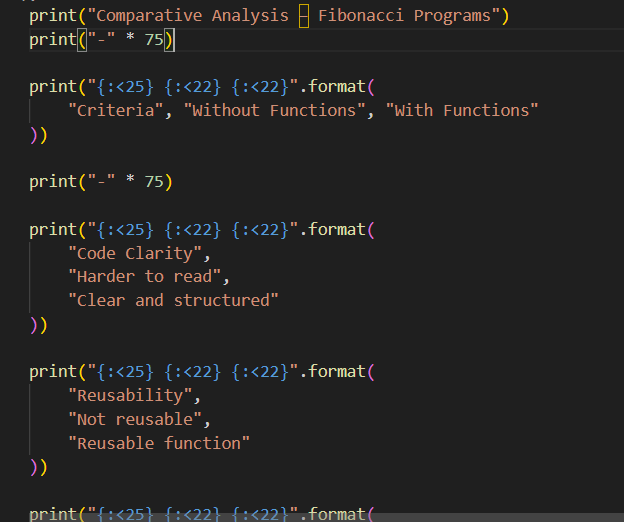 print("Comparative Analysis – Fibonacci Programs")
print("-" * 75)
print("{:<25} {:<22} {:<22}".format(
"Criteria", "Without Functions", "With Functions"
))
print("-" * 75)
print("{:<25} {:<22} {:<22}".format(
"Code Clarity",
"Harder to read",
"Clear and structured"
))
print("{:<25} {:<22} {:<22}".format(
"Reusability",
"Not reusable",
"Reusable function"
))
print("{:<25} {:<22} {:<22}".format(